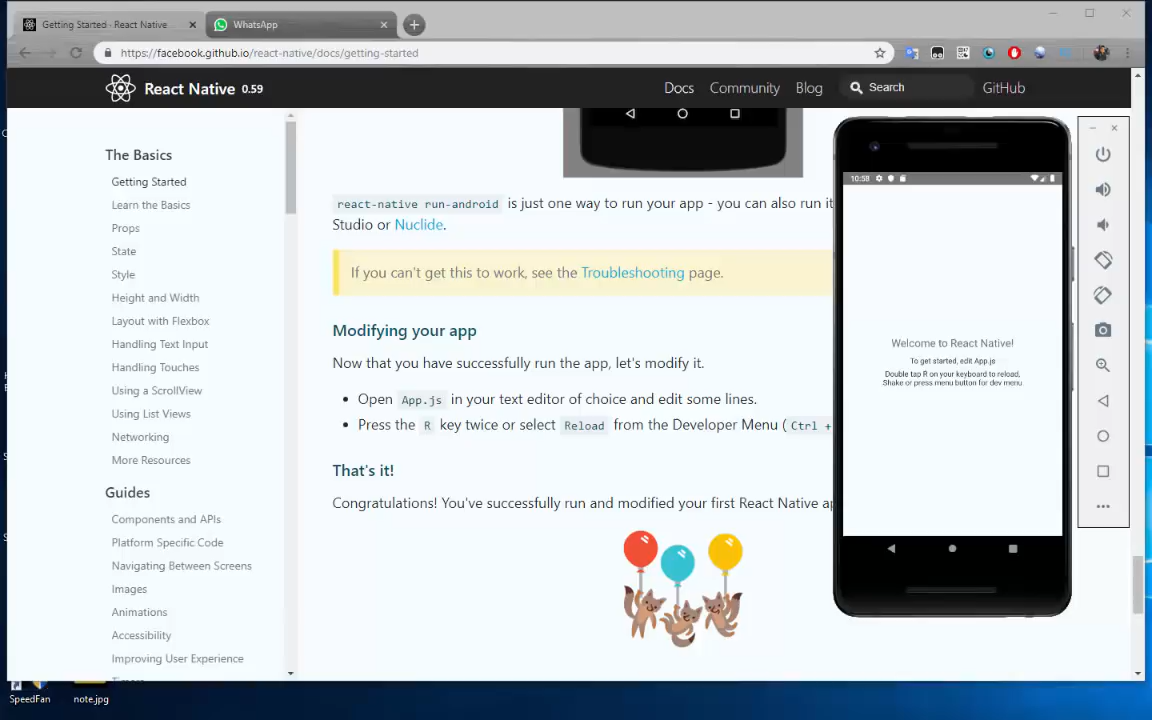 Getting Started · React Native
WhatsApp
https://facebook.github.io/react-native/docs/getting-started
React Native 0.59
Docs
Community
Blog
Search
GitHub
The Basics
Getting Started
Learn the Basics
Props
State
Style
Height and Width
Layout with Flexbox
Handling Text Input
Handling Touches
Using a ScrollView
Using List Views
Networking
More Resources
Guides
Components and APIs
Platform Specific Code
Navigating Between Screens
Images
Animations
Accessibility
Improving User Experience
react-native run-android is just one way to run your app - you can also run it
Studio or Nuclide.
If you can't get this to work, see the Troubleshooting page.
Modifying your app
Now that you have successfully run the app, let's modify it.
• Open App.js in your text editor of choice and edit some lines.
• Press the R key twice or select Reload from the Developer Menu ( Ctrl +
That's it!
Congratulations! You've successfully run and modified your first React Native
10:58
Welcome to React Native!
To get started, edit App.js
Double tap R on your keyboard to reload,
Shake or press menu button for dev menu
SpeedFan
note.jpg